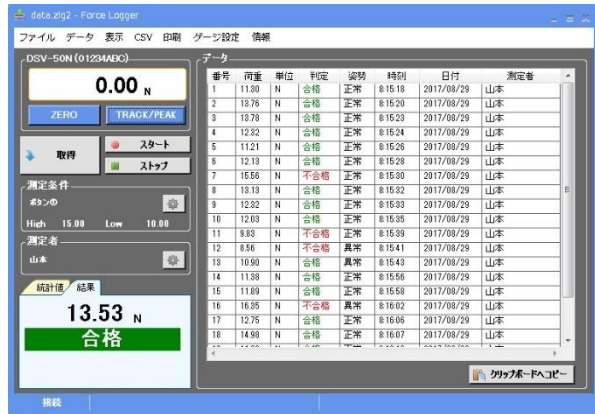 data.zlg2 - Force Logger
ファイル データ 表示 CSV 印刷 ゲージ設定 情報
DSV-50N (01234ABC)
0.00 N
ZERO TRACK/PEAK
取得
スタート
ストップ
測定条件
ボタンの
High 15.00 Low 10.00
測定者
山本
統計値 結果
13.53 N
合格
データ
番号 荷重 単位 判定 姿勢 時刻 日付 測定者
1 11.30 N 合格 正常 8:15:18 2017/08/29 山本
2 13.76 N 合格 正常 8:15:20 2017/08/29 山本
3 13.78 N 合格 正常 8:15:23 2017/08/29 山本
4 12.32 N 合格 正常 8:15:24 2017/08/29 山本
5 11.21 N 合格 正常 8:15:26 2017/08/29 山本
6 12.13 N 合格 正常 8:15:28 2017/08/29 山本
7 15.56 N 不合格 正常 8:15:30 2017/08/29 山本
8 13.13 N 合格 正常 8:15:32 2017/08/29 山本
9 12.32 N 合格 正常 8:15:33 2017/08/29 山本
10 12.03 N 合格 正常 8:15:35 2017/08/29 山本
11 9.83 N 不合格 正常 8:15:39 2017/08/29 山本
12 8.56 N 不合格 異常 8:15:41 2017/08/29 山本
13 10.90 N 合格 異常 8:15:43 2017/08/29 山本
14 11.38 N 合格 正常 8:15:56 2017/08/29 山本
15 11.89 N 合格 正常 8:15:58 2017/08/29 山本
16 16.35 N 不合格 異常 8:16:02 2017/08/29 山本
17 12.75 N 合格 正常 8:16:06 2017/08/29 山本
18 14.98 N 合格 正常 8:16:07 2017/08/29 山本
クリップボードへコピー
接続